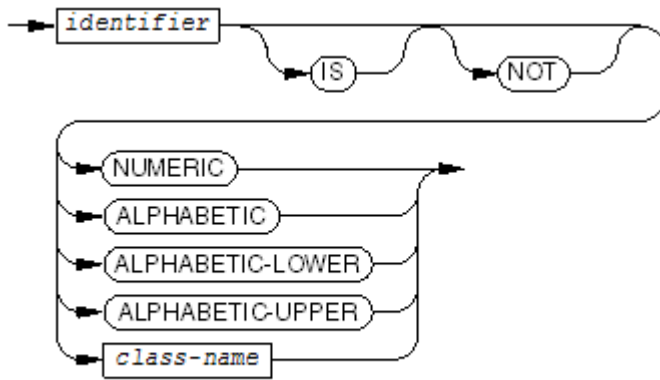 identifier
IS
NOT
NUMERIC
ALPHABETIC
ALPHABETIC-LOWER
ALPHABETIC-UPPER
class-name